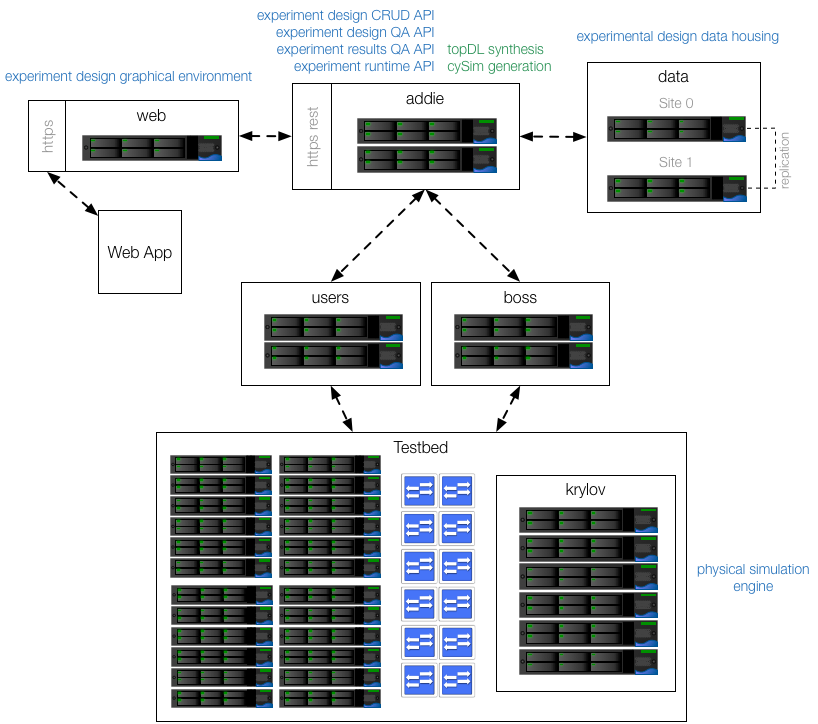 experiment design CRUD API
experiment design QA API
experiment results QA API
experiment runtime API
topDL synthesis
cySim generation
experimental design data housing
experiment design graphical environment
https
web
https rest
addie
data
Site 0
Site 1
replication
Web App
users
boss
Testbed
krylov
physical simulation
engine